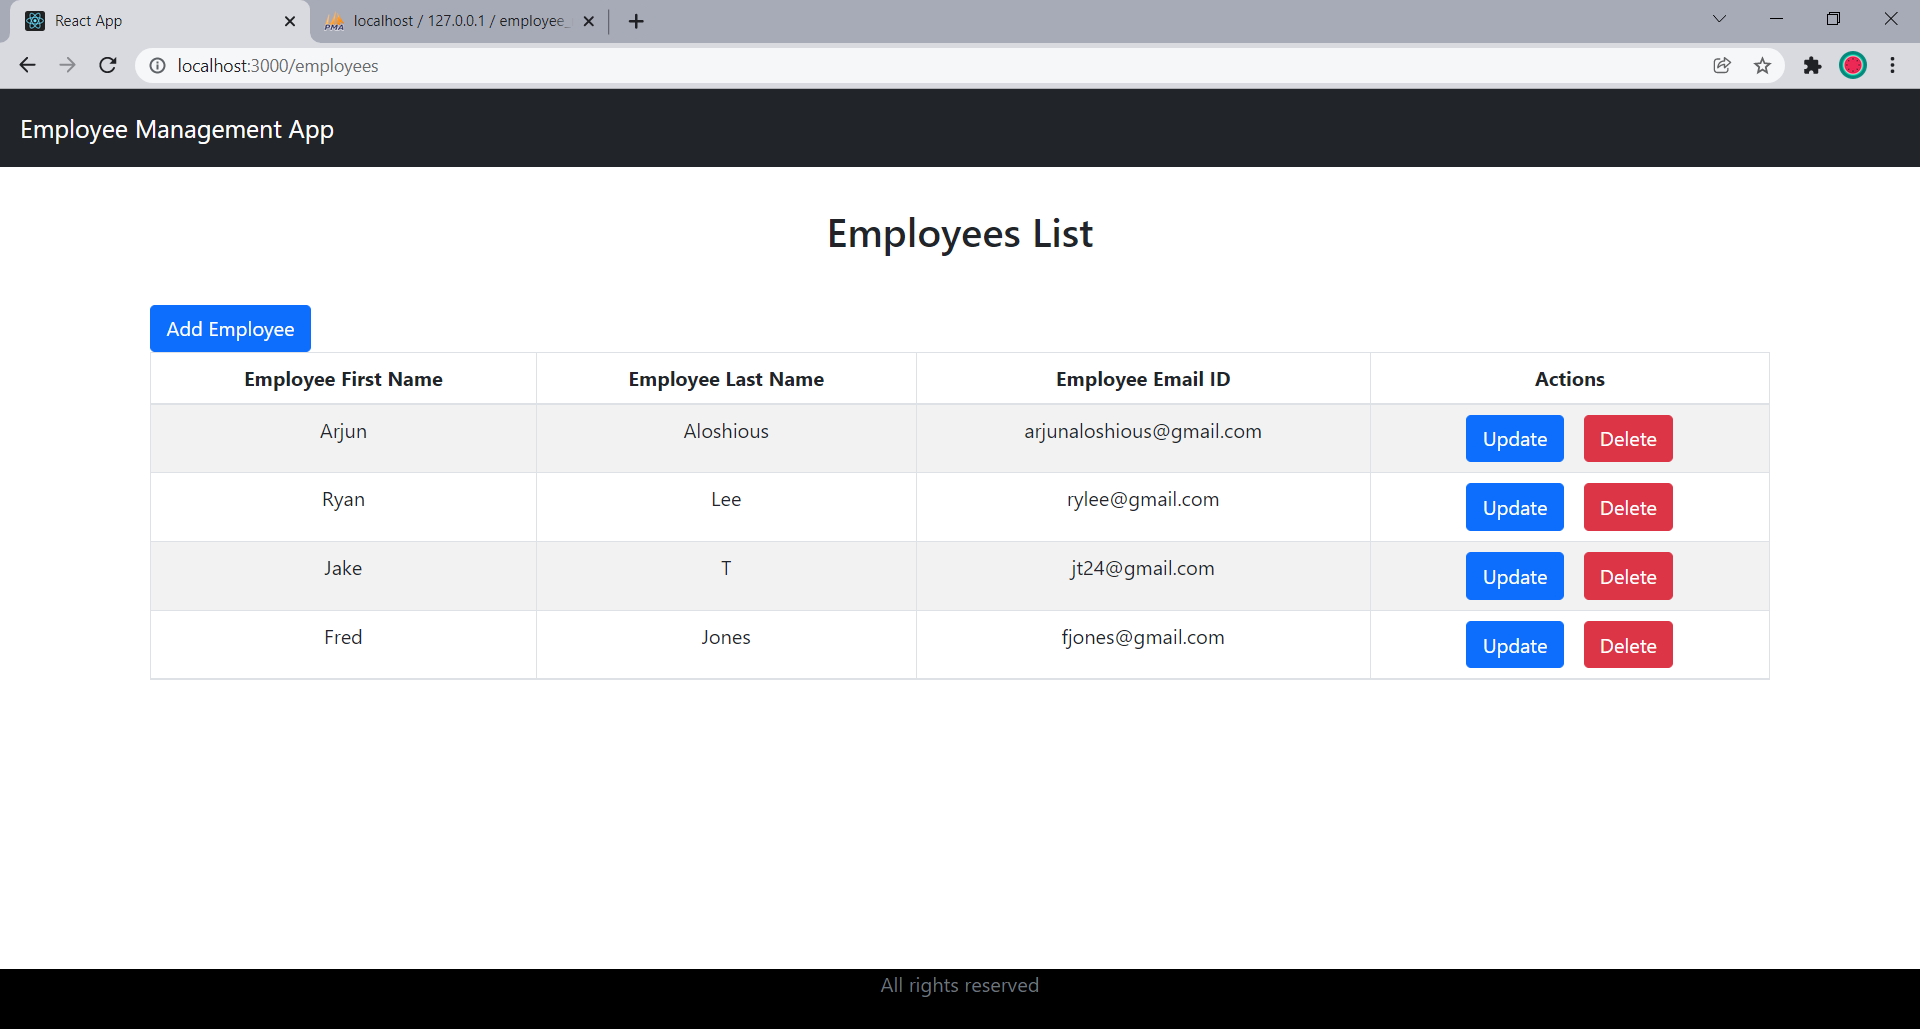 React App
localhost / 127.0.0.1 / employee_
PMA
localhost:3000/employees
Employee Management App
Employees List
Add Employee
Employee First Name Employee Last Name Employee Email ID Actions
Arjun Aloshious arjunaloshious@gmail.com Update Delete
Ryan Lee rylee@gmail.com Update Delete
Jake T jt24@gmail.com Update Delete
Fred Jones fjones@gmail.com Update Delete
All rights reserved